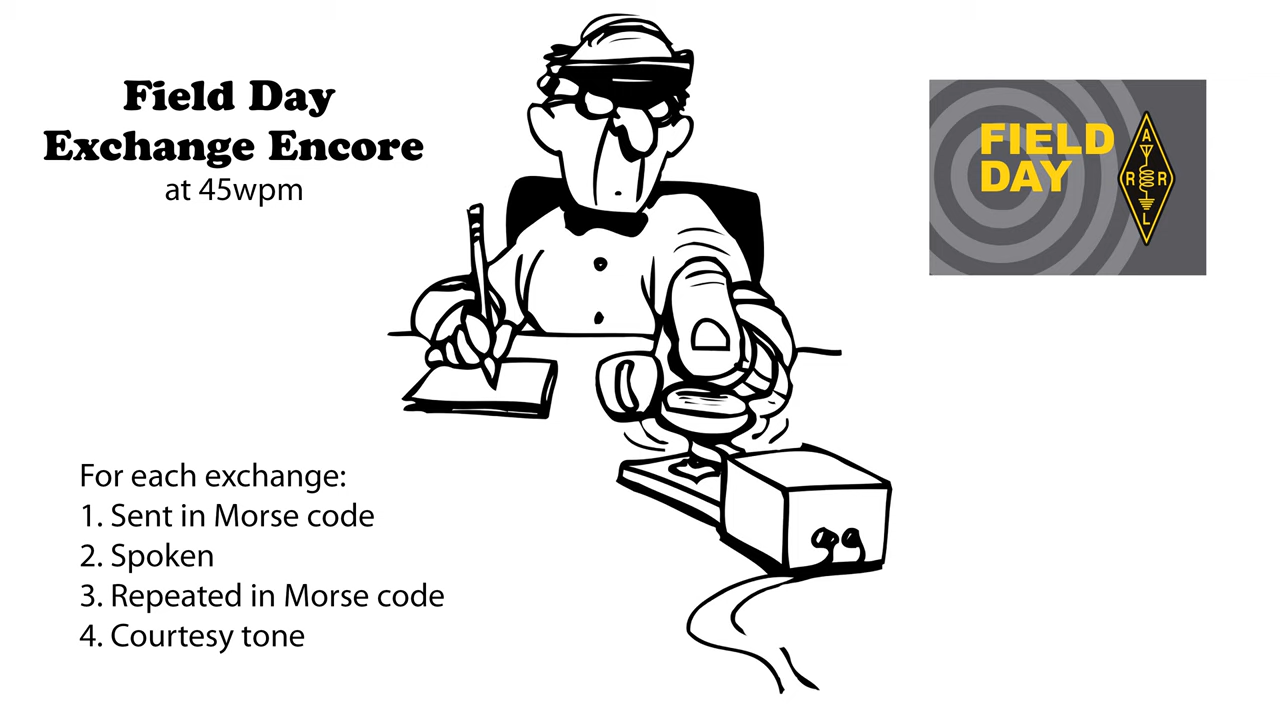 Field Day
Exchange Encore
at 45wpm
FIELD
DAY
A
R R
L
For each exchange:
1. Sent in Morse code
2. Spoken
3. Repeated in Morse code
4. Courtesy tone